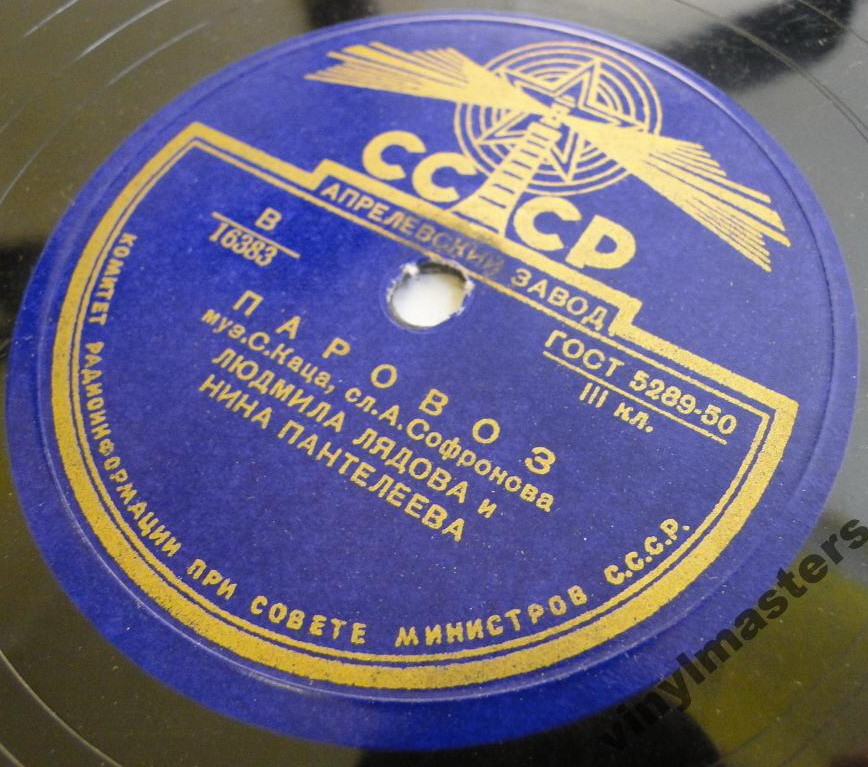 СССР
АПРЕЛЕВСКИЙ ЗАВОД
В
16383
ГОСТ 5289-50
III кл.
ПАРОВОЗ
муз.С.Каца, сл.А.Софронова
ЛЮДМИЛА ЛЯДОВА и
НИНА ПАНТЕЛЕЕВА
КОМИТЕТ РАДИОИНФОРМАЦИИ ПРИ СОВЕТЕ МИНИСТРОВ С.С.С.Р.
vinylmasters